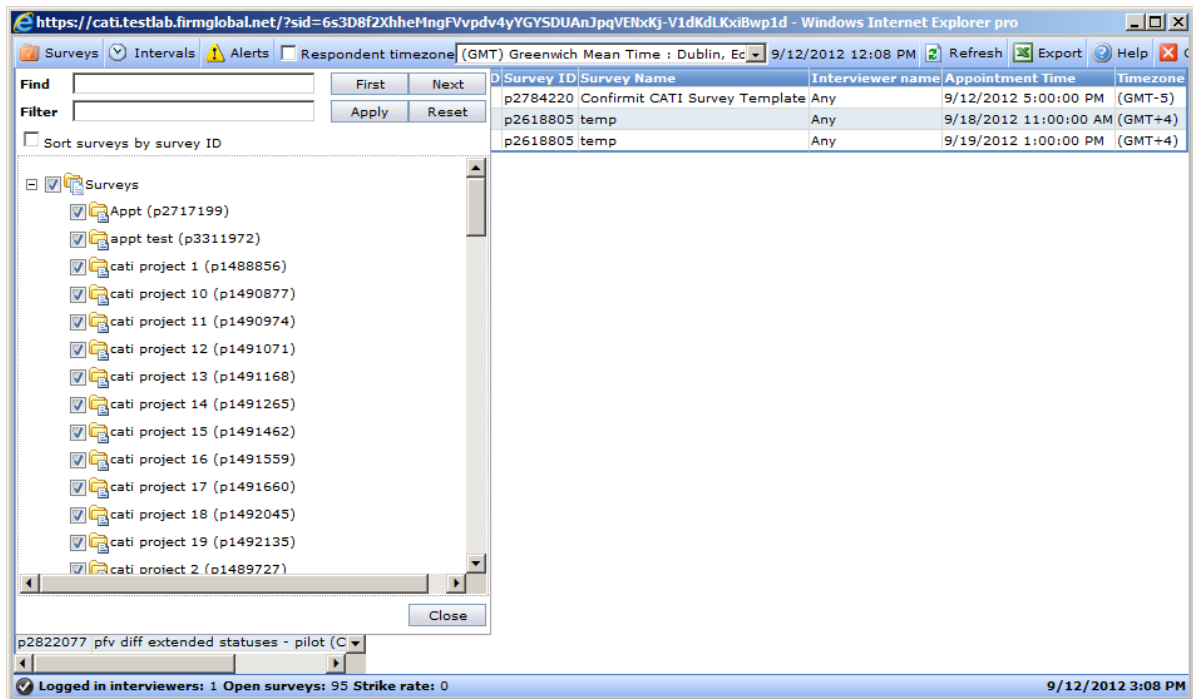 https://cati.testlab.firmglobal.net/?sid=6s3D8f2XhheMngFVvpdv4yYGYSDUAnJpqVENxKj-V1dKdLKxiBwp1d - Windows Internet Explorer pro
Surveys Intervals Alerts Respondent timezone (GMT) Greenwich Mean Time : Dublin, Ec 9/12/2012 12:08 PM Refresh Export Help
Find First Next
Filter Apply Reset
Sort surveys by survey ID
Surveys
Appt (p2717199)
appt test (p3311972)
cati project 1 (p1488856)
cati project 10 (p1490877)
cati project 11 (p1490974)
cati project 12 (p1491071)
cati project 13 (p1491168)
cati project 14 (p1491265)
cati project 15 (p1491462)
cati project 16 (p1491559)
cati project 17 (p1491660)
cati project 18 (p1492045)
cati project 19 (p1492135)
cati project 2 (p1489727)
Close
D Survey ID Survey Name Interviewer name Appointment Time Timezone
p2784220 Confirmit CATI Survey Template Any 9/12/2012 5:00:00 PM (GMT-5)
p2618805 temp Any 9/18/2012 11:00:00 AM (GMT+4)
p2618805 temp Any 9/19/2012 1:00:00 PM (GMT+4)
p2822077 pfv diff extended statuses - pilot (C
Logged in interviewers: 1 Open surveys: 95 Strike rate: 0 9/12/2012 3:08 PM